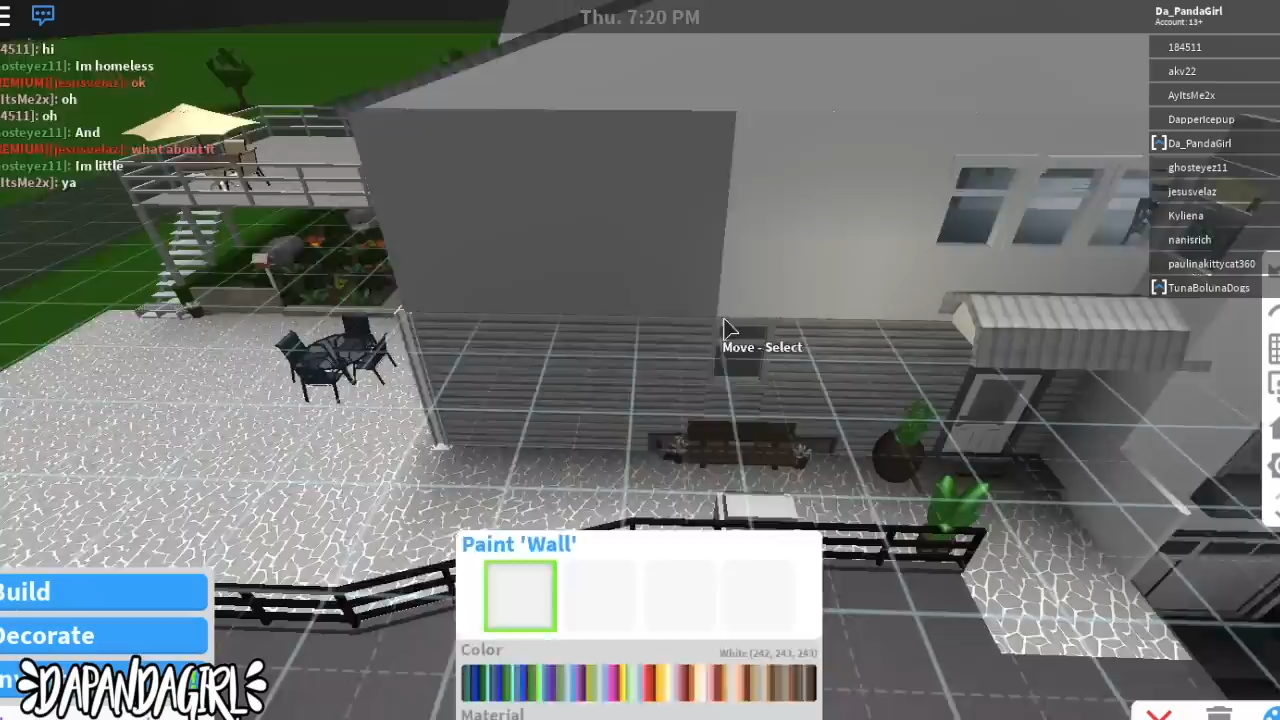 Thu. 7:20 PM
Da_PandaGirl
Account: 13+
4511]: hi
osteyez11]: Im homeless
EMIUM][jesusvelaz]: ok
ItsMe2x]: oh
4511]: oh
osteyez11]: And
EMIUM][jesusvelaz]: what about it
osteyez11]: Im little
ItsMe2x]: ya
184511
akv22
AyItsMe2x
DapperIcepup
Da_PandaGirl
ghosteyez11
jesusvelaz
Kyliena
nanisrich
paulinakittycat360
TunaBolunaDogs
Move - Select
Build
Decorate
DAPANDAGIRL
Paint 'Wall'
Color
White (242, 243, 243)
Material